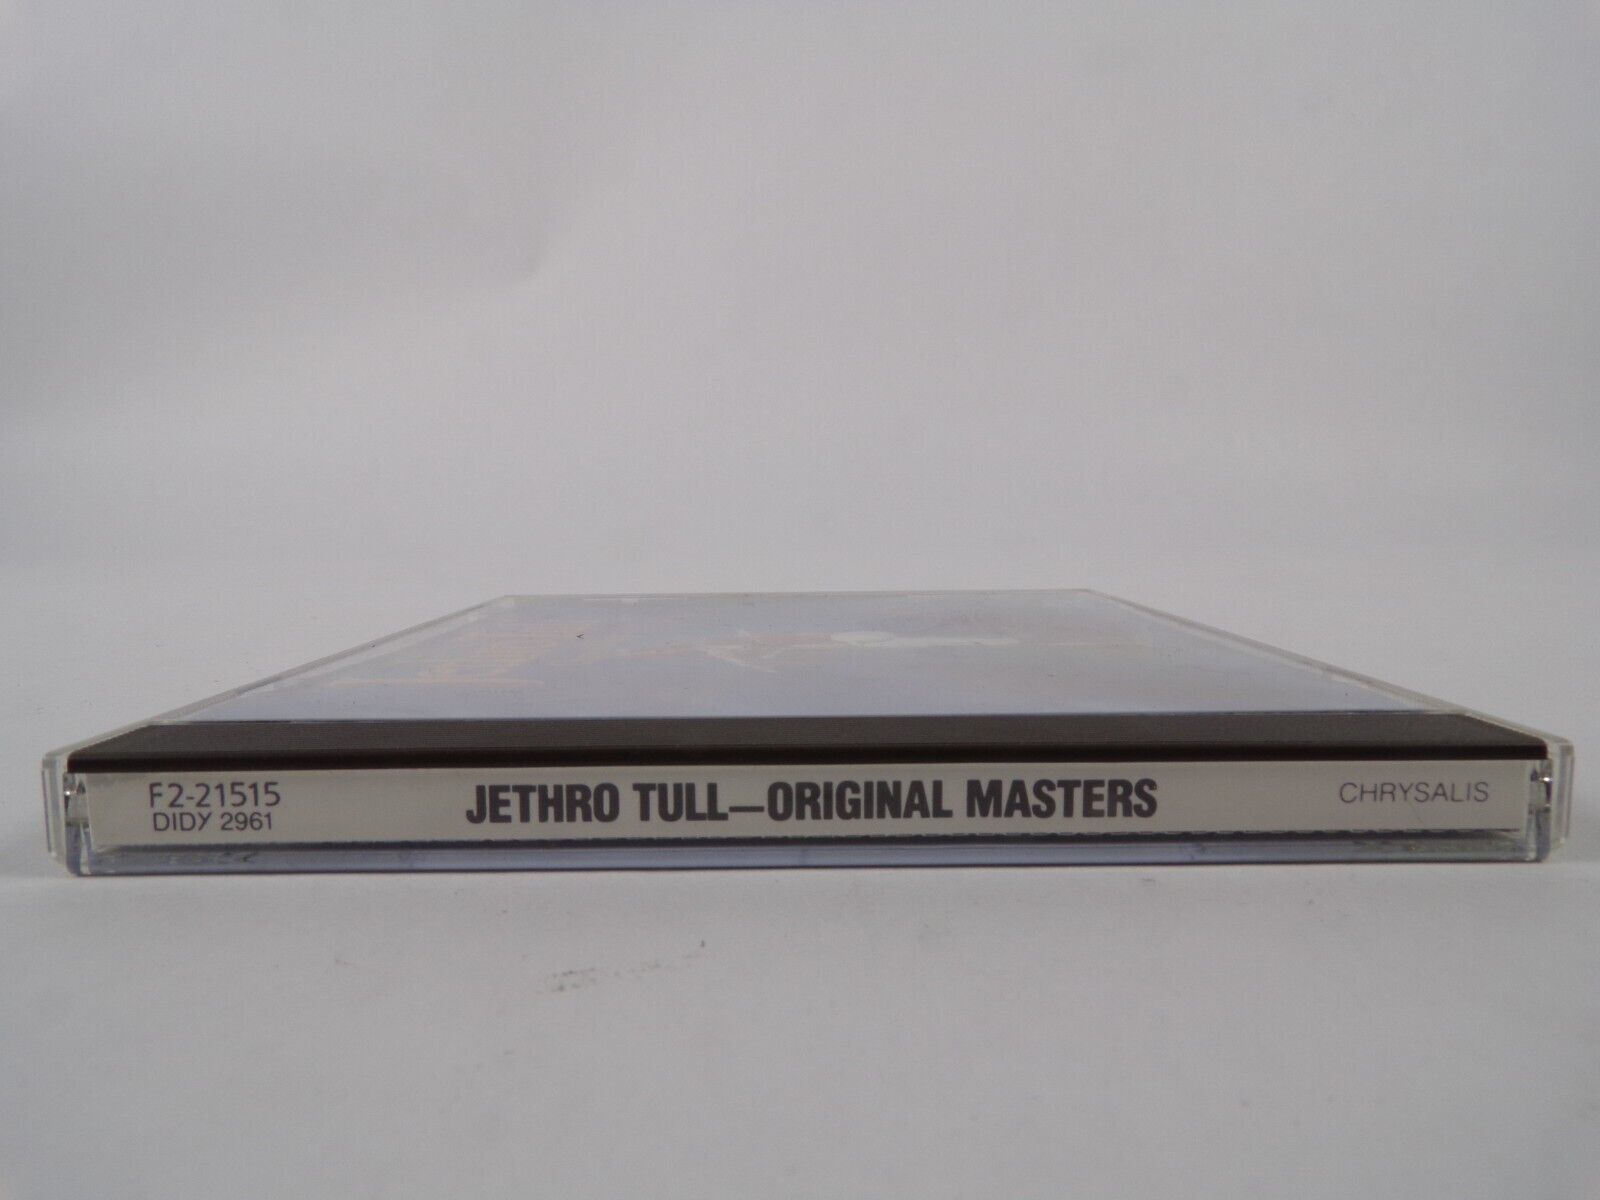 F2-21515
DIDY 2961
JETHRO TULL—ORIGINAL MASTERS
CHRYSALIS